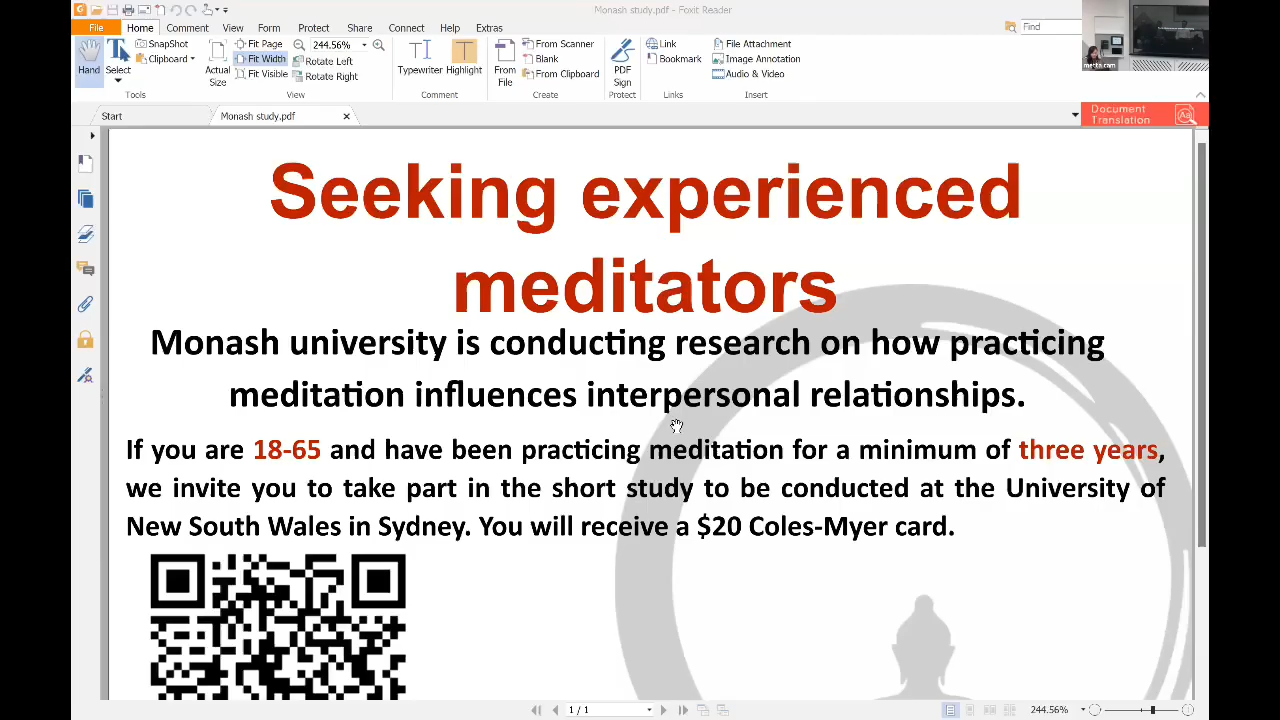 Monash study.pdf - Foxit Reader
File Home Comment View Form Protect Share Connect Help Extras
Find
Hand
Select
SnapShot
Clipboard
Tools
Actual
Size
Fit Page
Fit Width
Fit Visible
244.56%
Rotate Left
Rotate Right
View
Typewriter
Highlight
Comment
From
File
From Scanner
Blank
From Clipboard
Create
PDF
Sign
Protect
Link
Bookmark
Links
File Attachment
Image Annotation
Audio & Video
Insert
metta cam
Start
Monash study.pdf
Document
Translation
Seeking experienced
meditators
Monash university is conducting research on how practicing
meditation influences interpersonal relationships.
If you are 18-65 and have been practicing meditation for a minimum of three years,
we invite you to take part in the short study to be conducted at the University of
New South Wales in Sydney. You will receive a $20 Coles-Myer card.
1 / 1
244.56%